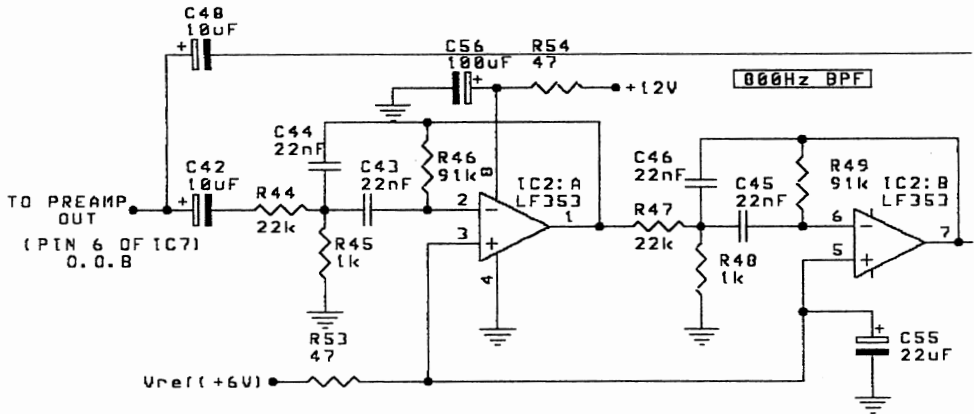 C48
10uF
C56
100uF
R54
47
800Hz BPF
+12V
C44
22nF
C42
10uF
C43
22nF
R46
91k
8
IC2:A
LF353
C46
22nF
C45
22nF
R49
91k
IC2:B
LF353
TO PREAMP
OUT
(PIN 6 OF IC7)
O.O.B
R44
22k
2
3
1
4
R45
1k
R47
22k
R48
1k
6
5
7
R53
47
C55
22uF
Vref(+6V)